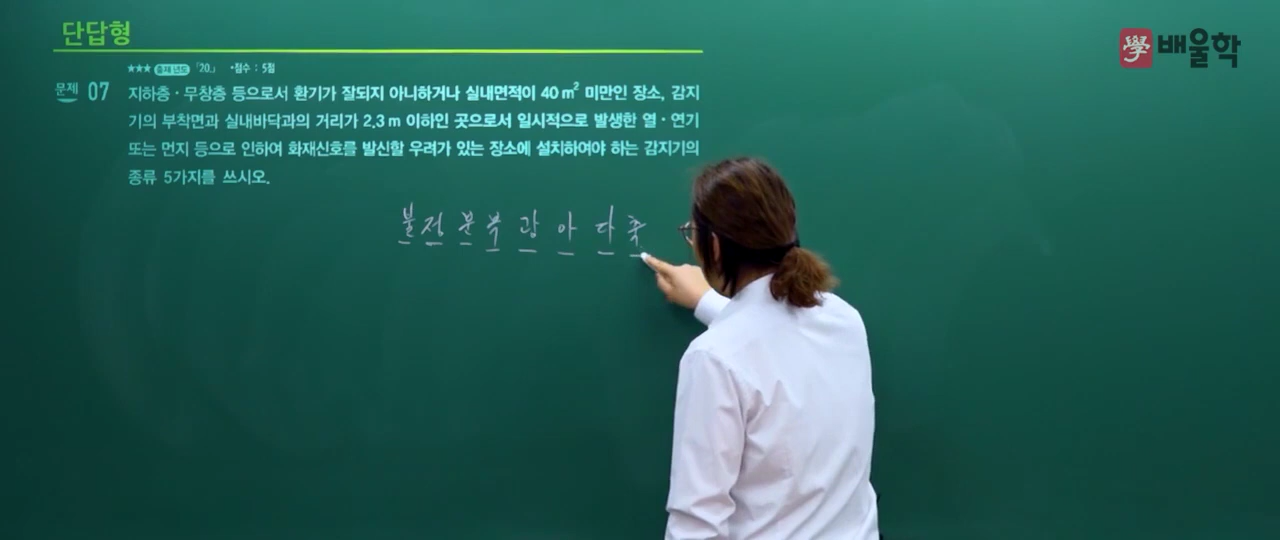 단답형
學 배울학
★★★ 출제년도 「20.」 • 점수 : 5점
문제 07 지하층 · 무창층 등으로서 환기가 잘되지 아니하거나 실내면적이 40 m² 미만인 장소, 감지
기의 부착면과 실내바닥과의 거리가 2.3 m 이하인 곳으로서 일시적으로 발생한 열 · 연기
또는 먼지 등으로 인하여 화재신호를 발신할 우려가 있는 장소에 설치하여야 하는 감지기의
종류 5가지를 쓰시오.
불 정 분 복 광 아 다 축